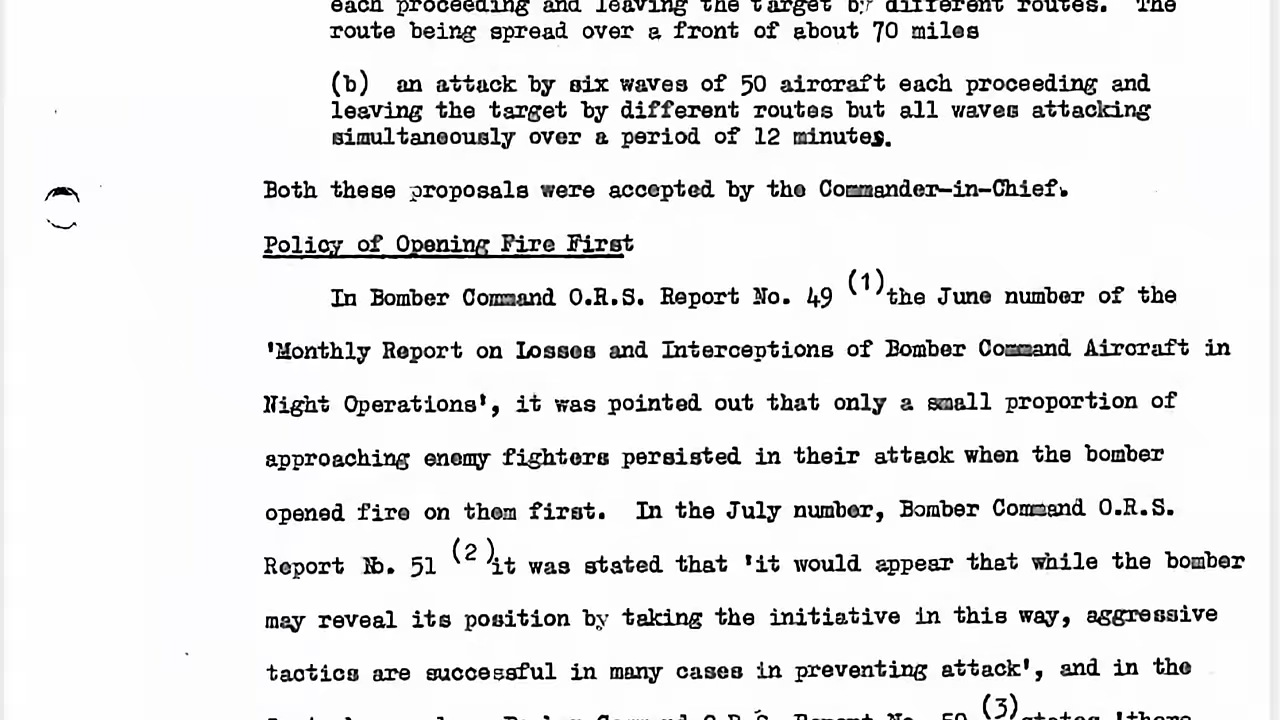 each proceeding and leaving the target by different routes. The
route being spread over a front of about 70 miles
(b) an attack by six waves of 50 aircraft each proceeding and
leaving the target by different routes but all waves attacking
simultaneously over a period of 12 minutes.
Both these proposals were accepted by the Commander-in-Chief.
Policy of Opening Fire First
In Bomber Command O.R.S. Report No. 49 (1) the June number of the
'Monthly Report on Losses and Interceptions of Bomber Command Aircraft in
Night Operations', it was pointed out that only a small proportion of
approaching enemy fighters persisted in their attack when the bomber
opened fire on them first. In the July number, Bomber Command O.R.S.
Report No. 51 (2) it was stated that 'it would appear that while the bomber
may reveal its position by taking the initiative in this way, aggressive
tactics are successful in many cases in preventing attack', and in the
O.R.S. Report No. (3) states 'there